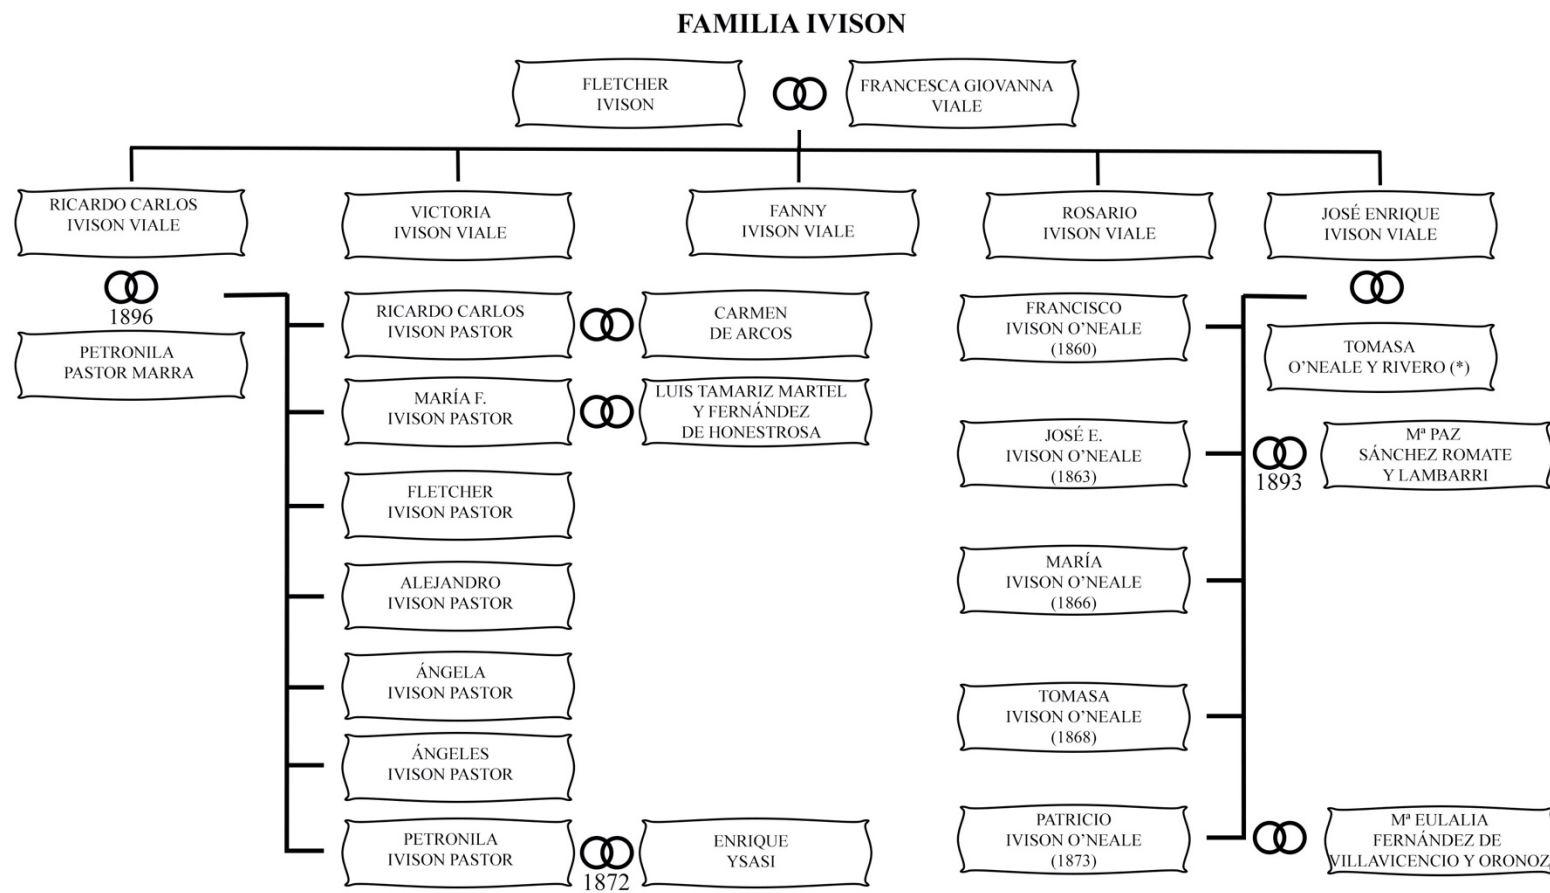 FAMILIA IVISON
FLETCHER
IVISON
FRANCESCA GIOVANNA
VIALE
RICARDO CARLOS
IVISON VIALE
VICTORIA
IVISON VIALE
FANNY
IVISON VIALE
ROSARIO
IVISON VIALE
JOSÉ ENRIQUE
IVISON VIALE
1896
PETRONILA
PASTOR MARRA
RICARDO CARLOS
IVISON PASTOR
CARMEN
DE ARCOS
MARÍA F.
IVISON PASTOR
LUIS TAMARIZ MARTEL
Y FERNÁNDEZ
DE HONESTROSA
FLETCHER
IVISON PASTOR
ALEJANDRO
IVISON PASTOR
ÁNGELA
IVISON PASTOR
ÁNGELES
IVISON PASTOR
PETRONILA
IVISON PASTOR
1872
ENRIQUE
YSASI
TOMASA
O'NEALE Y RIVERO (*)
FRANCISCO
IVISON O'NEALE
(1860)
JOSÉ E.
IVISON O'NEALE
(1863)
1893
Mª PAZ
SÁNCHEZ ROMATE
Y LAMBARRI
MARÍA
IVISON O'NEALE
(1866)
TOMASA
IVISON O'NEALE
(1868)
PATRICIO
IVISON O'NEALE
(1873)
Mª EULALIA
FERNÁNDEZ DE
VILLAVICENCIO Y ORONOZ